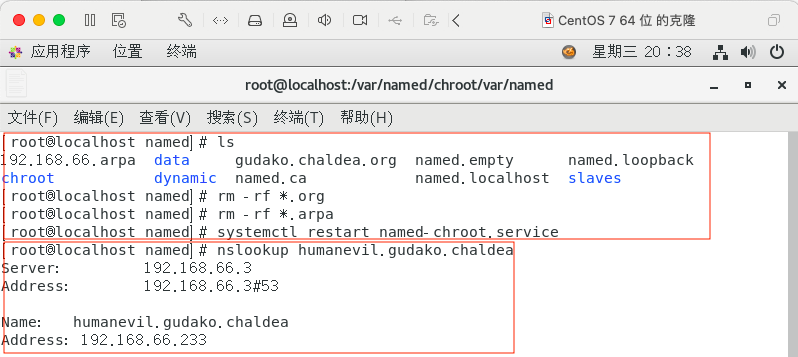 CentOS 7 64 位 的克隆
应用程序 位置 终端 星期三 20：38
root@localhost:/var/named/chroot/var/named
文件(F) 编辑(E) 查看(V) 搜索(S) 终端(T) 帮助(H)
[root@localhost named]# ls
192.168.66.arpa data gudako.chaldea.org named.empty named.loopback
chroot dynamic named.ca named.localhost slaves
[root@localhost named]# rm -rf *.org
[root@localhost named]# rm -rf *.arpa
[root@localhost named]# systemctl restart named-chroot.service
[root@localhost named]# nslookup humanevil.gudako.chaldea
Server: 192.168.66.3
Address: 192.168.66.3#53
Name: humanevil.gudako.chaldea
Address: 192.168.66.233